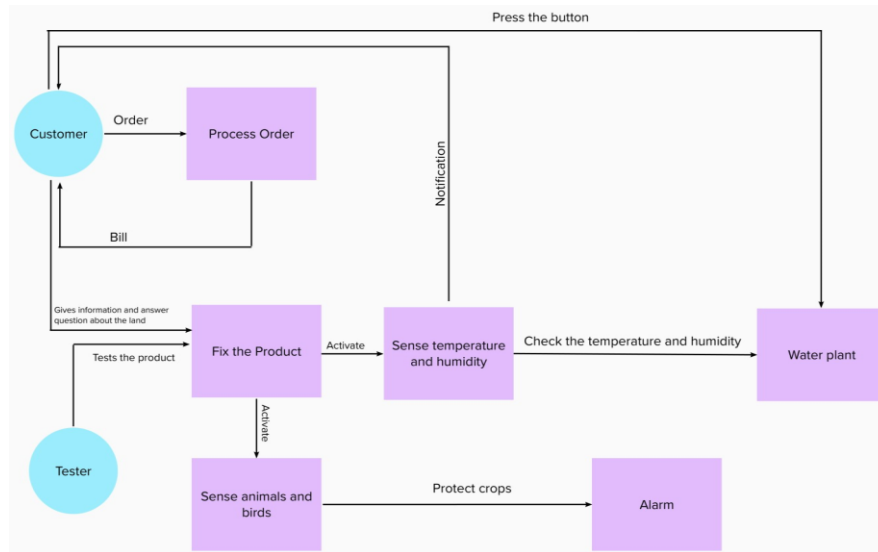 Press the button
Customer
Order
Process Order
Notification
Bill
Gives information and answer
question about the land
Tests the product
Fix the Product
Activate
Sense temperature
and humidity
Check the temperature and humidity
Water plant
Activate
Tester
Sense animals and
birds
Protect crops
Alarm